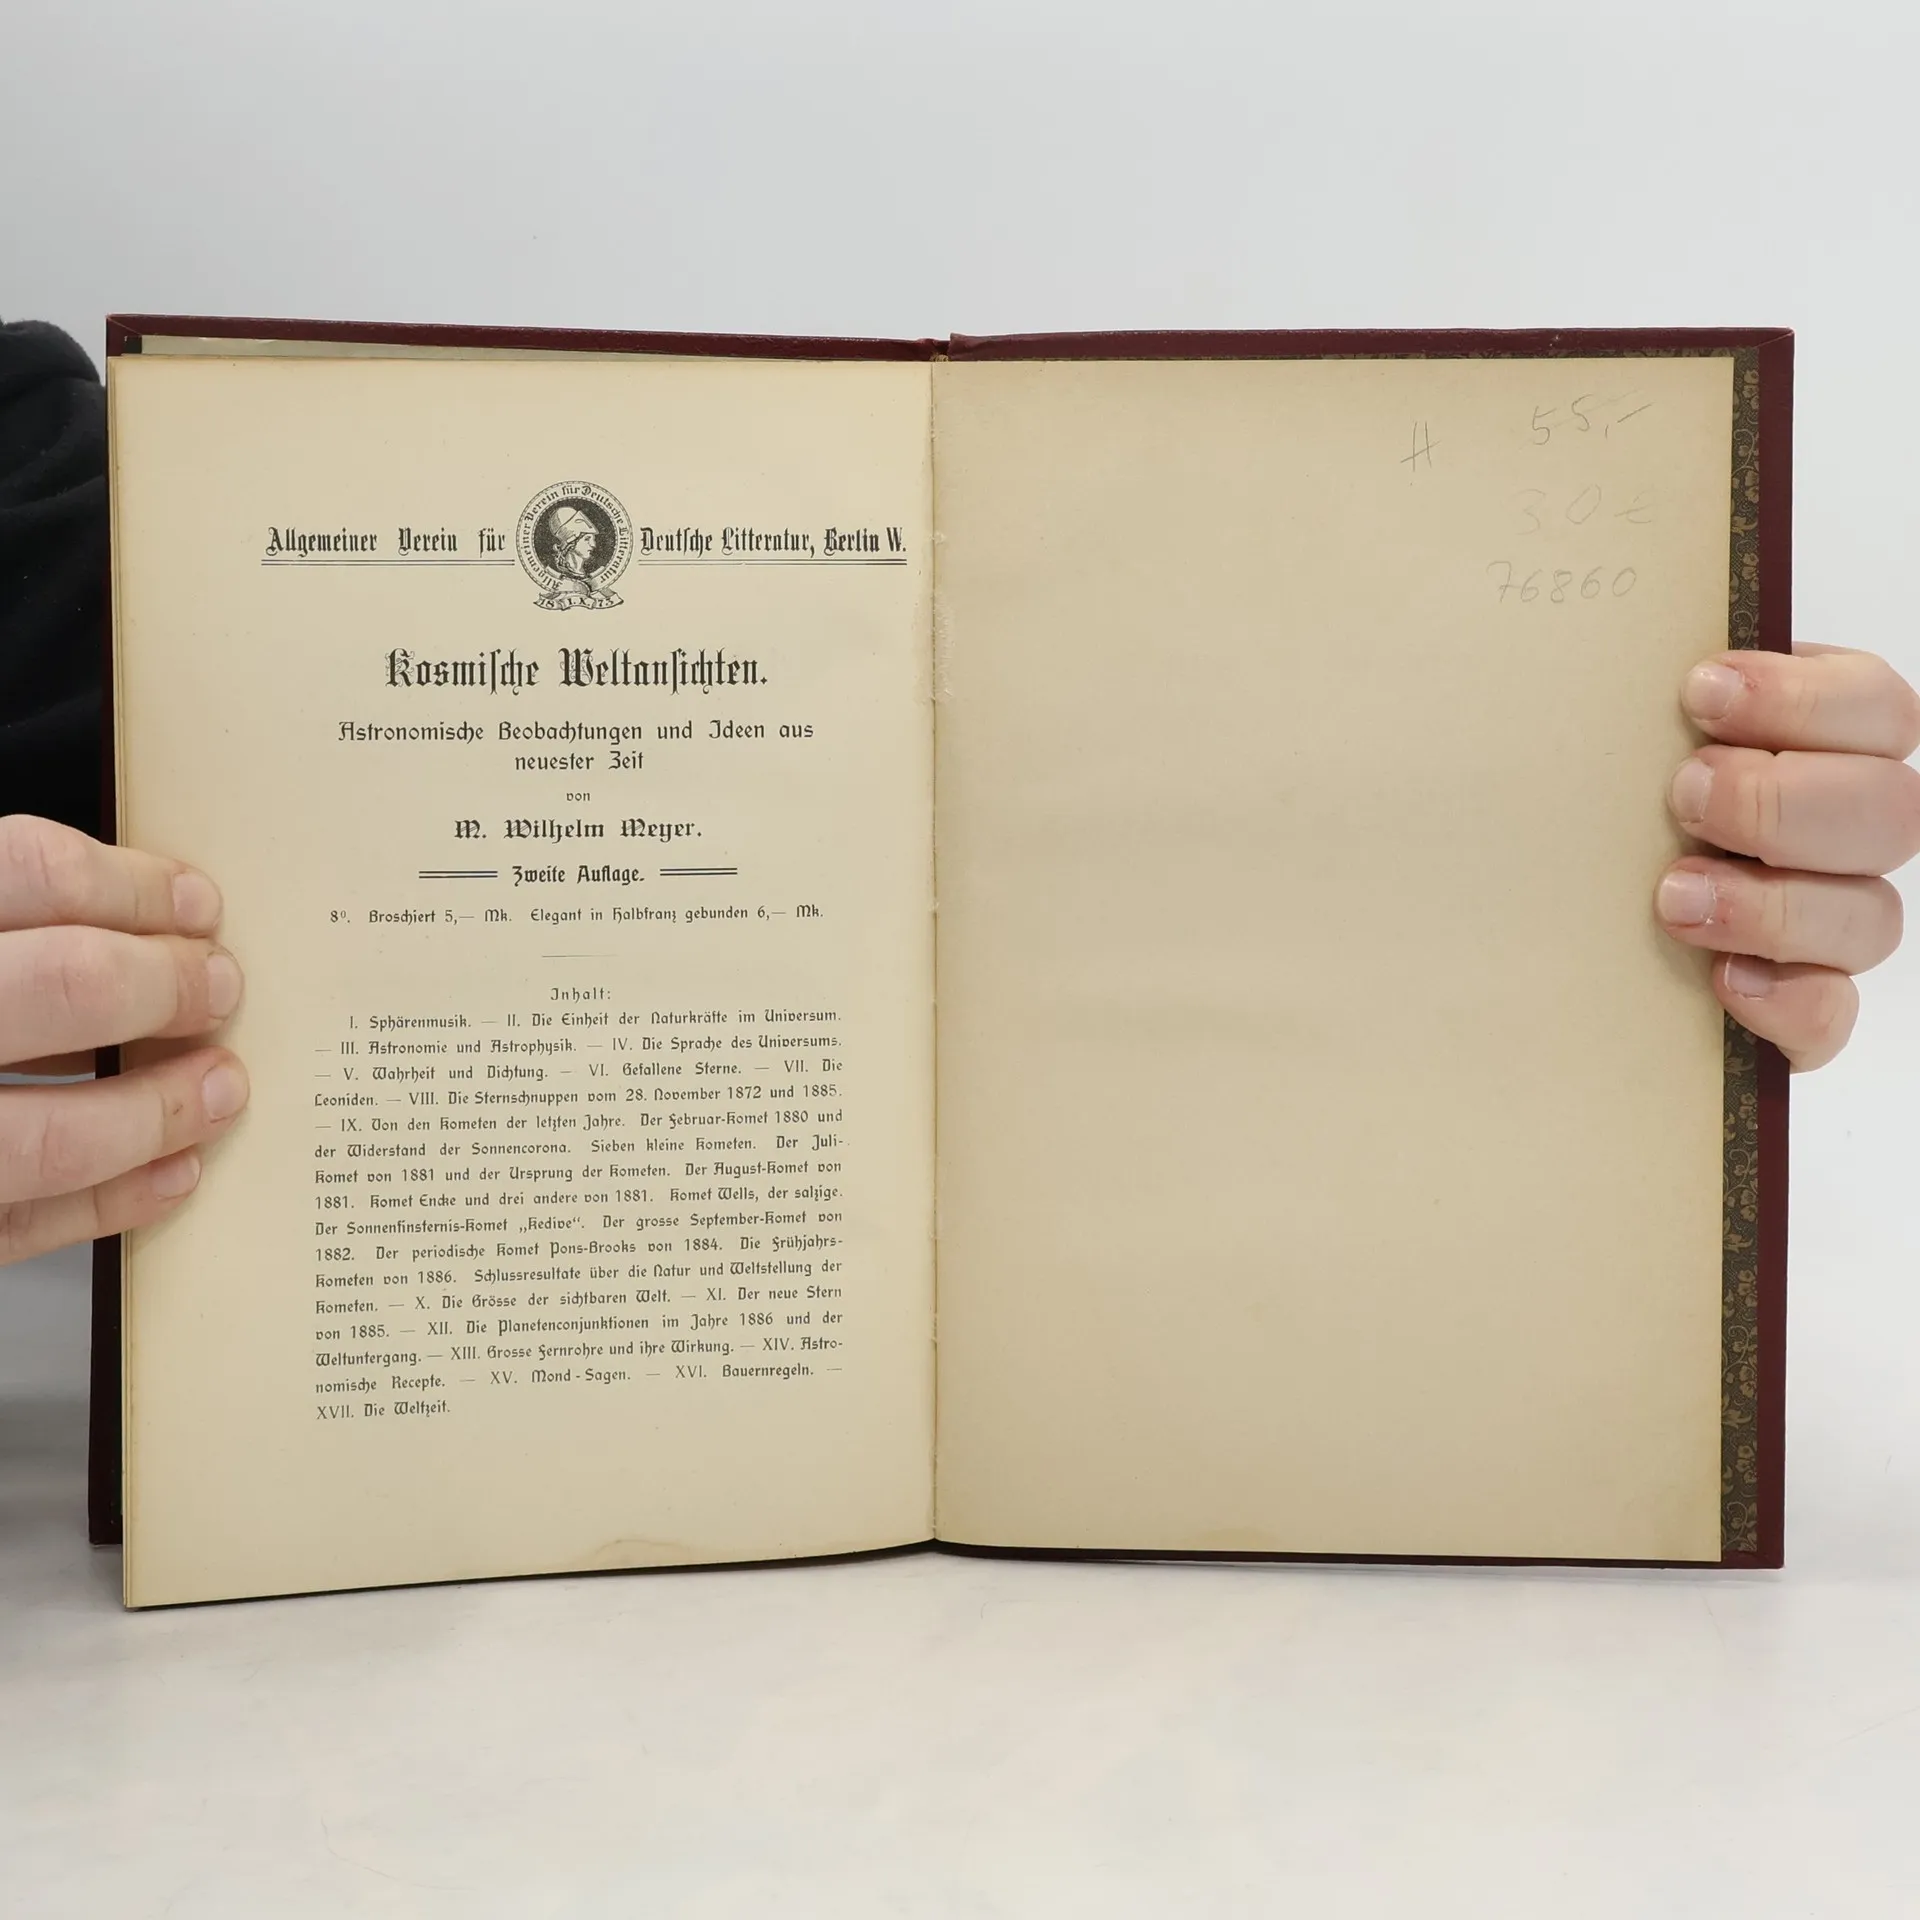 Allgemeiner Verein für Deutsche Litteratur, Berlin W.
Allgemeiner Verein für Deutsche Litteratur
18 I.X. 73
Kosmische Weltansichten.
Astronomische Beobachtungen und Ideen aus
neuester Zeit
von
M. Wilhelm Meyer.
Zweite Auflage.
8⁰. Broschiert 5,— Mk. Elegant in Halbfranz gebunden 6,— Mk.
Inhalt:
I. Sphärenmusik. — II. Die Einheit der Naturkräfte im Universum.
— III. Astronomie und Astrophysik. — IV. Die Sprache des Universums.
— V. Wahrheit und Dichtung. — VI. Gefallene Sterne. — VII. Die
Leoniden. — VIII. Die Sternschnuppen vom 28. November 1872 und 1885.
— IX. Von den Kometen der letzten Jahre. Der Februar-Komet 1880 und
der Widerstand der Sonnencorona. Sieben kleine Kometen. Der Juli-
Komet von 1881 und der Ursprung der Kometen. Der August-Komet von
1881. Komet Encke und drei andere von 1881. Komet Wells, der salzige.
Der Sonnenfinsternis-Komet „Kedive“. Der grosse September-Komet von
1882. Der periodische Komet Pons-Brooks von 1884. Die Frühjahrs-
Kometen von 1886. Schlussresultate über die Natur und Weltstellung der
Kometen. — X. Die Grösse der sichtbaren Welt. — XI. Der neue Stern
von 1885. — XII. Die Planetenconjunktionen im Jahre 1886 und der
Weltuntergang. — XIII. Grosse Fernrohre und ihre Wirkung. — XIV. Astro-
nomische Recepte. — XV. Mond-Sagen. — XVI. Bauernregeln. —
XVII. Die Weltzeit.
H 55,-
30 €
76860